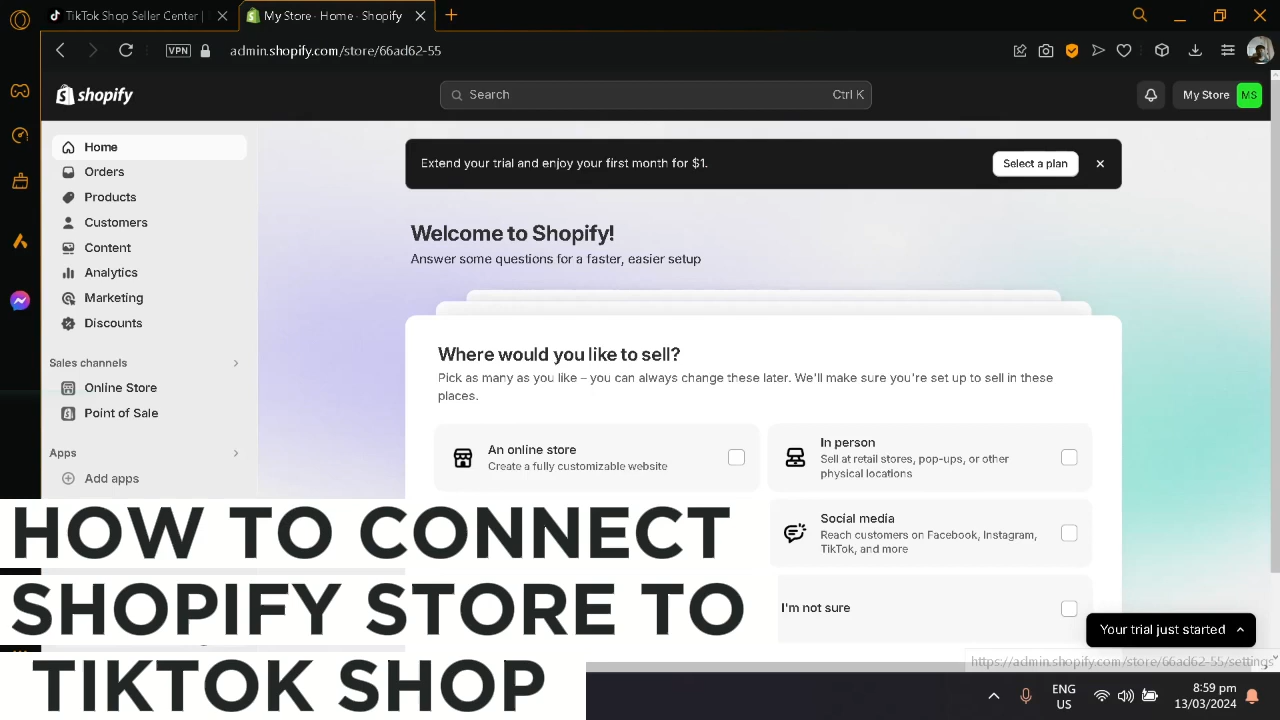 TikTok Shop Seller Center |
My Store · Home · Shopify
VPN
admin.shopify.com/store/66ad62-55
shopify
Search
Ctrl K
My Store
MS
Home
Orders
Products
Customers
Content
Analytics
Marketing
Discounts
Sales channels
Online Store
Point of Sale
Apps
Add apps
Extend your trial and enjoy your first month for $1.
Select a plan
Welcome to Shopify!
Answer some questions for a faster, easier setup
Where would you like to sell?
Pick as many as you like – you can always change these later. We'll make sure you're set up to sell in these
places.
An online store
Create a fully customizable website
In person
Sell at retail stores, pop-ups, or other
physical locations
Social media
Reach customers on Facebook, Instagram,
TikTok, and more
I'm not sure
Your trial just started
https://admin.shopify.com/store/66ad62-55/settings
HOW TO CONNECT
SHOPIFY STORE TO
TIKTOK SHOP
ENG
US
8:59 pm
13/03/2024